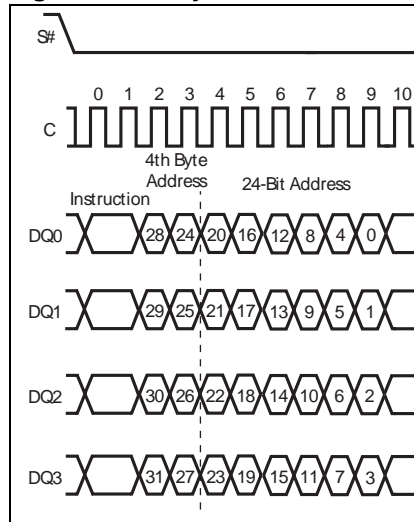 S#
0 1 2 3 4 5 6 7 8 9 10
C
4th Byte
Address 24-Bit Address
Instruction
DQ0 28 24 20 16 12 8 4 0
DQ1 29 25 21 17 13 9 5 1
DQ2 30 26 22 18 14 10 6 2
DQ3 31 27 23 19 15 11 7 3